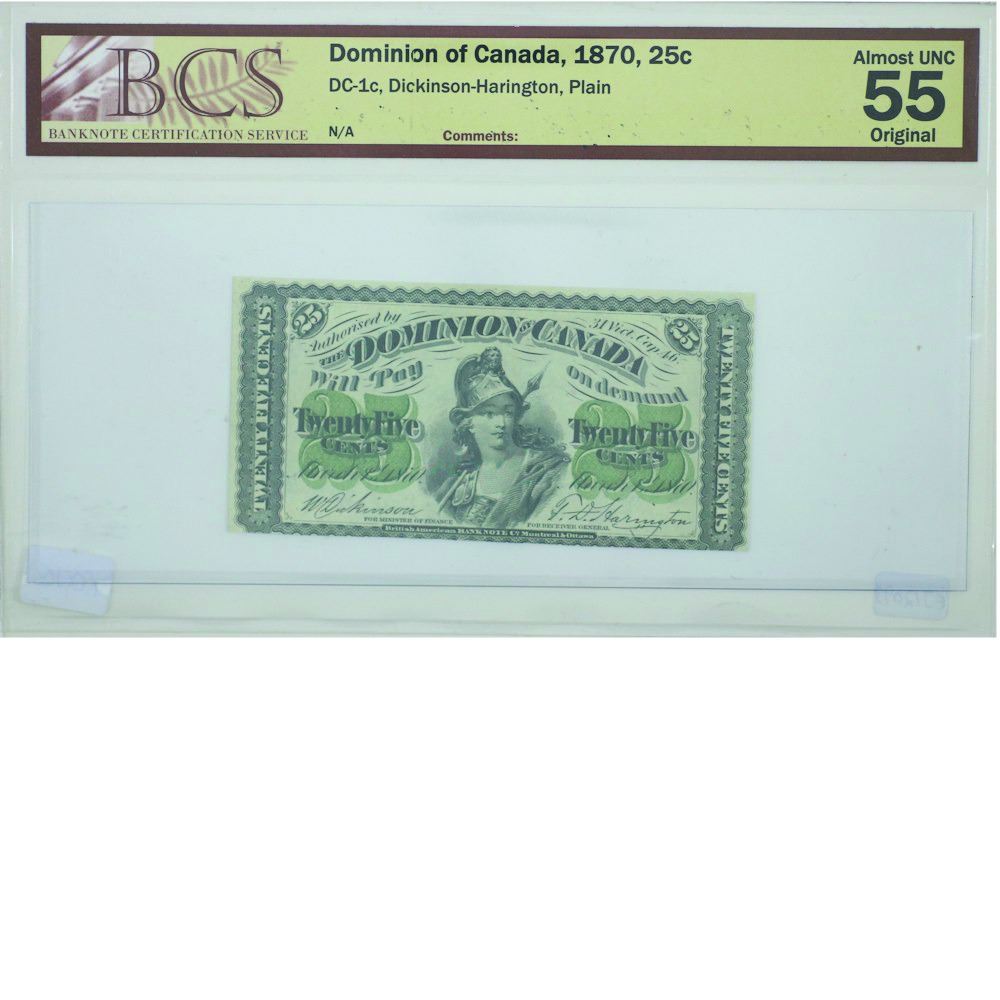 BCS
BANKNOTE CERTIFICATION SERVICE
Dominion of Canada, 1870, 25c
DC-1c, Dickinson-Harington, Plain
N/A
Comments:
Almost UNC
55
Original
25
Authorised by
31 Vict. Cap 46
25
THE DOMINION OF CANADA
Will Pay
on demand
TWENTY FIVE CENTS
TWENTY FIVE CENTS
25
Twenty Five
CENTS
March 1st 1870
25
Twenty Five
CENTS
March 1st 1870
W Dickinson
FOR MINISTER OF FINANCE
T. D. Harington
FOR RECEIVER GENERAL
British American BANK NOTE Co Montreal & Ottawa